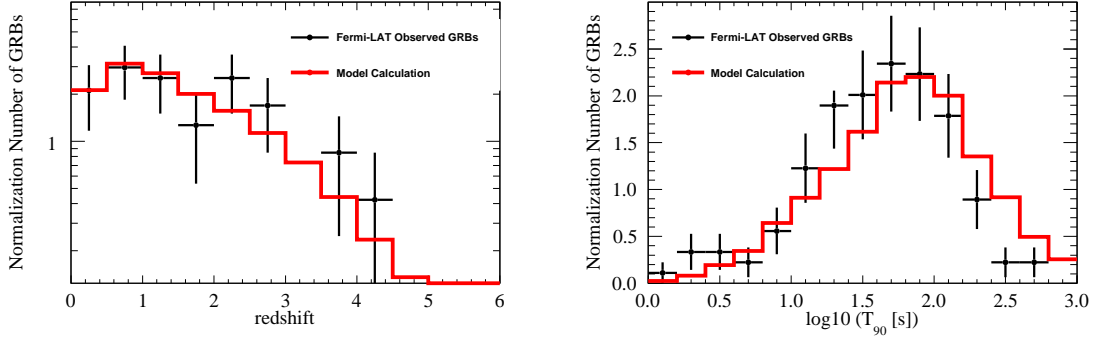 Normalization Number of GRBs
1
Fermi-LAT Observed GRBs
Model Calculation
0 1 2 3 4 5 6
redshift
Normalization Number of GRBs
2.5
2.0
1.5
1.0
0.5
0.0
Fermi-LAT Observed GRBs
Model Calculation
0.0 0.5 1.0 1.5 2.0 2.5 3.0
log10 (T90 [s])